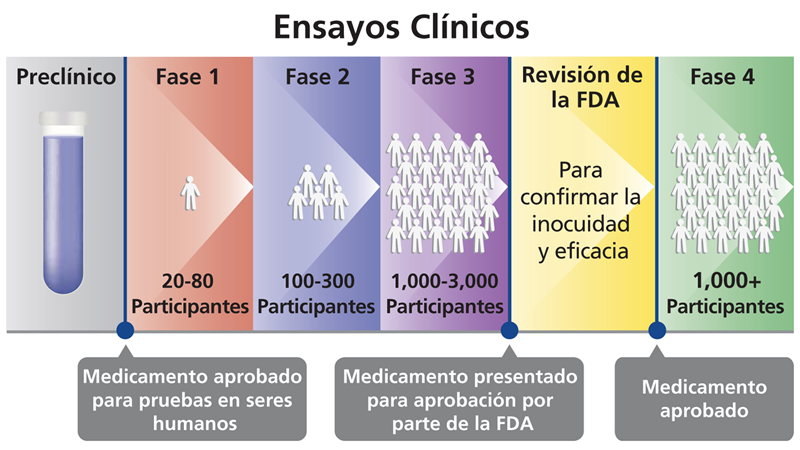 Ensayos Clínicos
Preclínico
Fase 1
20-80
Participantes
Fase 2
100-300
Participantes
Fase 3
1,000-3,000
Participantes
Revisión de
la FDA
Para
confirmar la
inocuidad
y eficacia
Fase 4
1,000+
Participantes
Medicamento aprobado
para pruebas en seres
humanos
Medicamento presentado
para aprobación por
parte de la FDA
Medicamento
aprobado